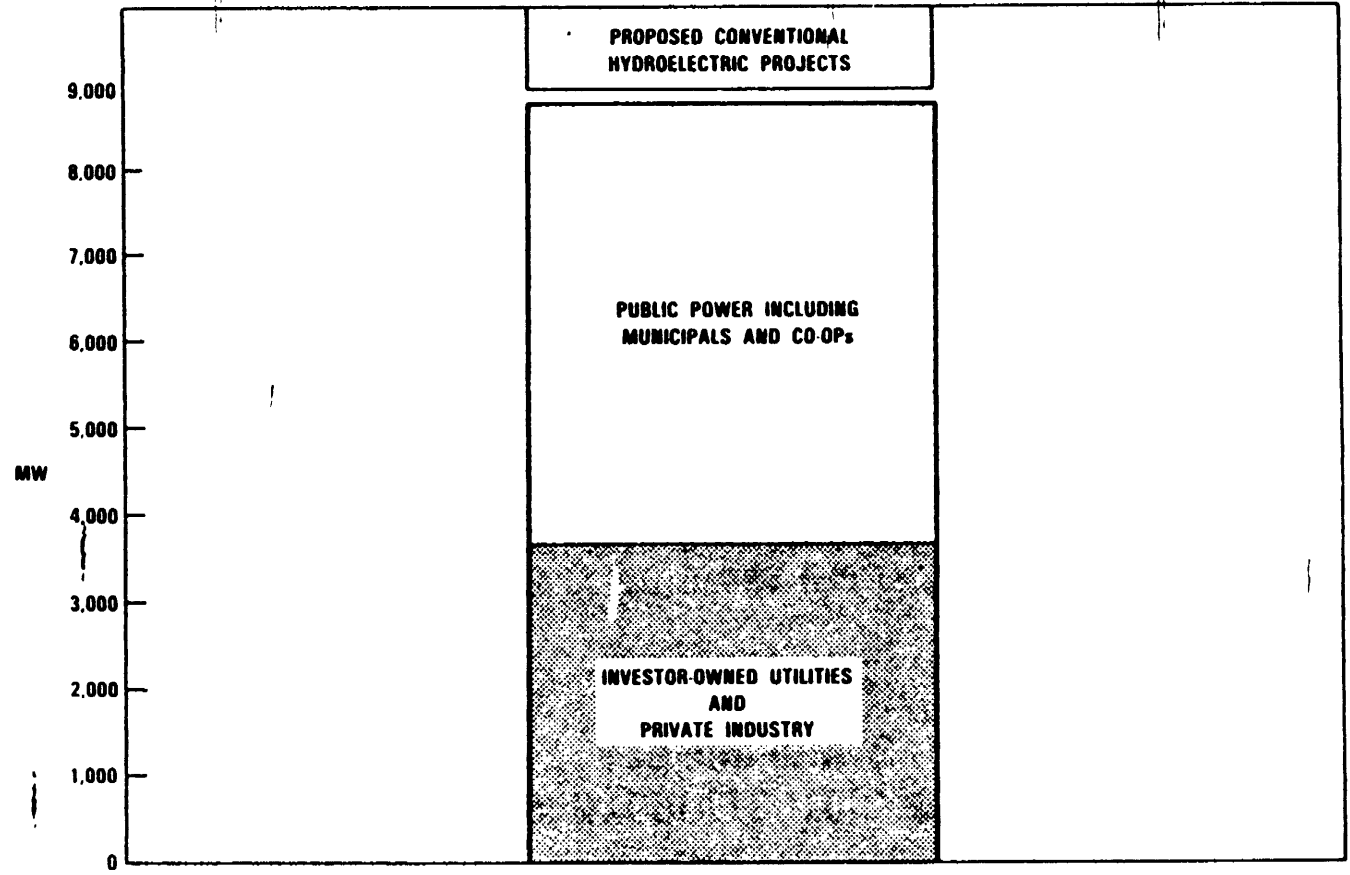 PROPOSED CONVENTIONAL
HYDROELECTRIC PROJECTS
9,000
8,000
7,000
PUBLIC POWER INCLUDING
MUNICIPALS AND CO-OPs
6,000
5,000
MW
4,000
3,000
2,000
INVESTOR-OWNED UTILITIES
AND
PRIVATE INDUSTRY
1,000
0